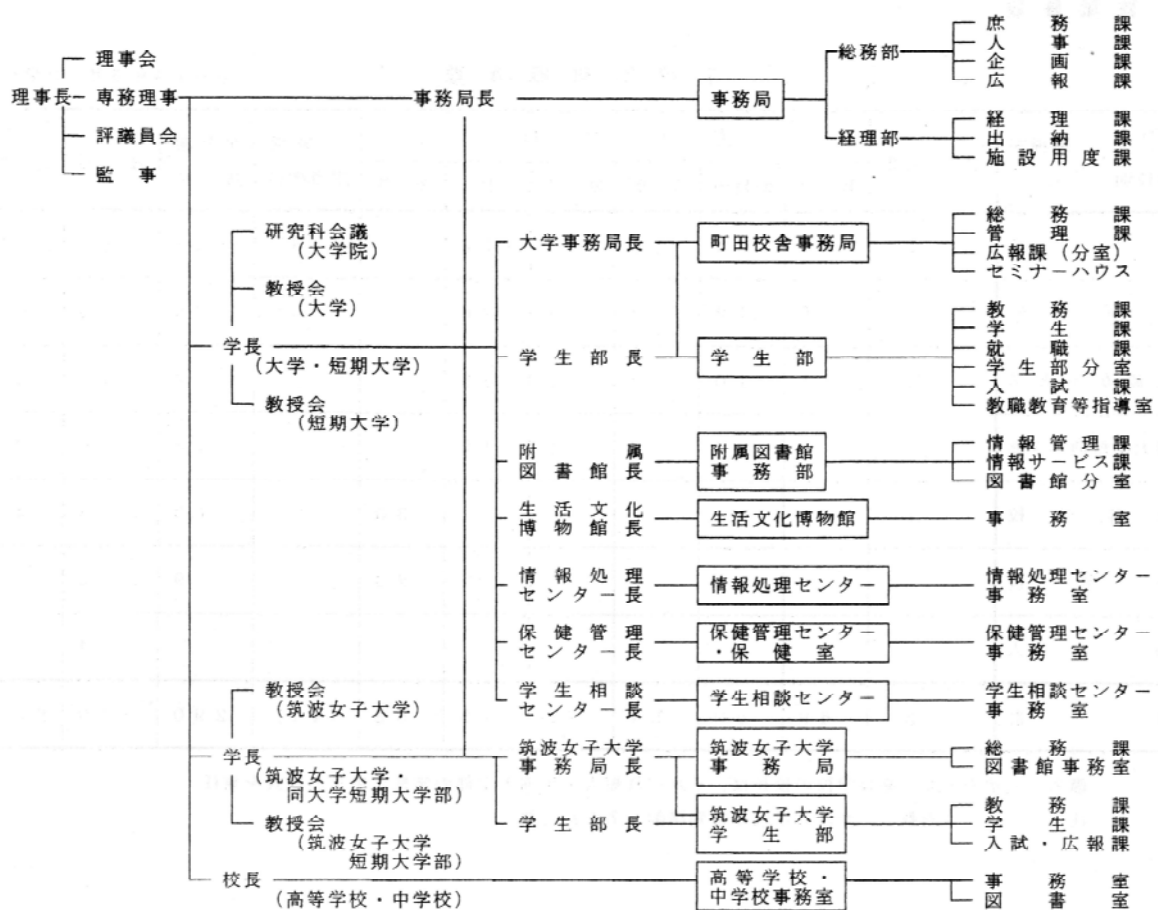 理事会
理事長
専務理事
評議員会
監事
事務局長
事務局
総務部
庶務課
人事課
企画課
広報課
経理部
経理課
出納課
施設用度課
研究科会議
(大学院)
教授会
(大学)
学長
(大学・短期大学)
教授会
(短期大学)
大学事務局長
町田校舎事務局
総務課
管理課
広報課(分室)
セミナーハウス
学生部長
学生部
教務課
学生課
就職課
学生部分室
入試課
教職教育等指導室
附属
図書館長
附属図書館
事務部
情報管理課
情報サービス課
図書館分室
生活文化
博物館長
生活文化博物館
事務室
情報処理
センター長
情報処理センター
情報処理センター
事務室
保健管理
センター長
保健管理センター
・保健室
保健管理センター
事務室
学生相談
センター長
学生相談センター
学生相談センター
事務室
教授会
(筑波女子大学)
学長
(筑波女子大学・
同大学短期大学部)
教授会
(筑波女子大学
短期大学部)
筑波女子大学
事務局長
筑波女子大学
事務局
総務課
図書館事務室
学生部長
筑波女子大学
学生部
教務課
学生課
入試・広報課
校長
(高等学校・中学校)
高等学校・
中学校事務室
事務室
図書室